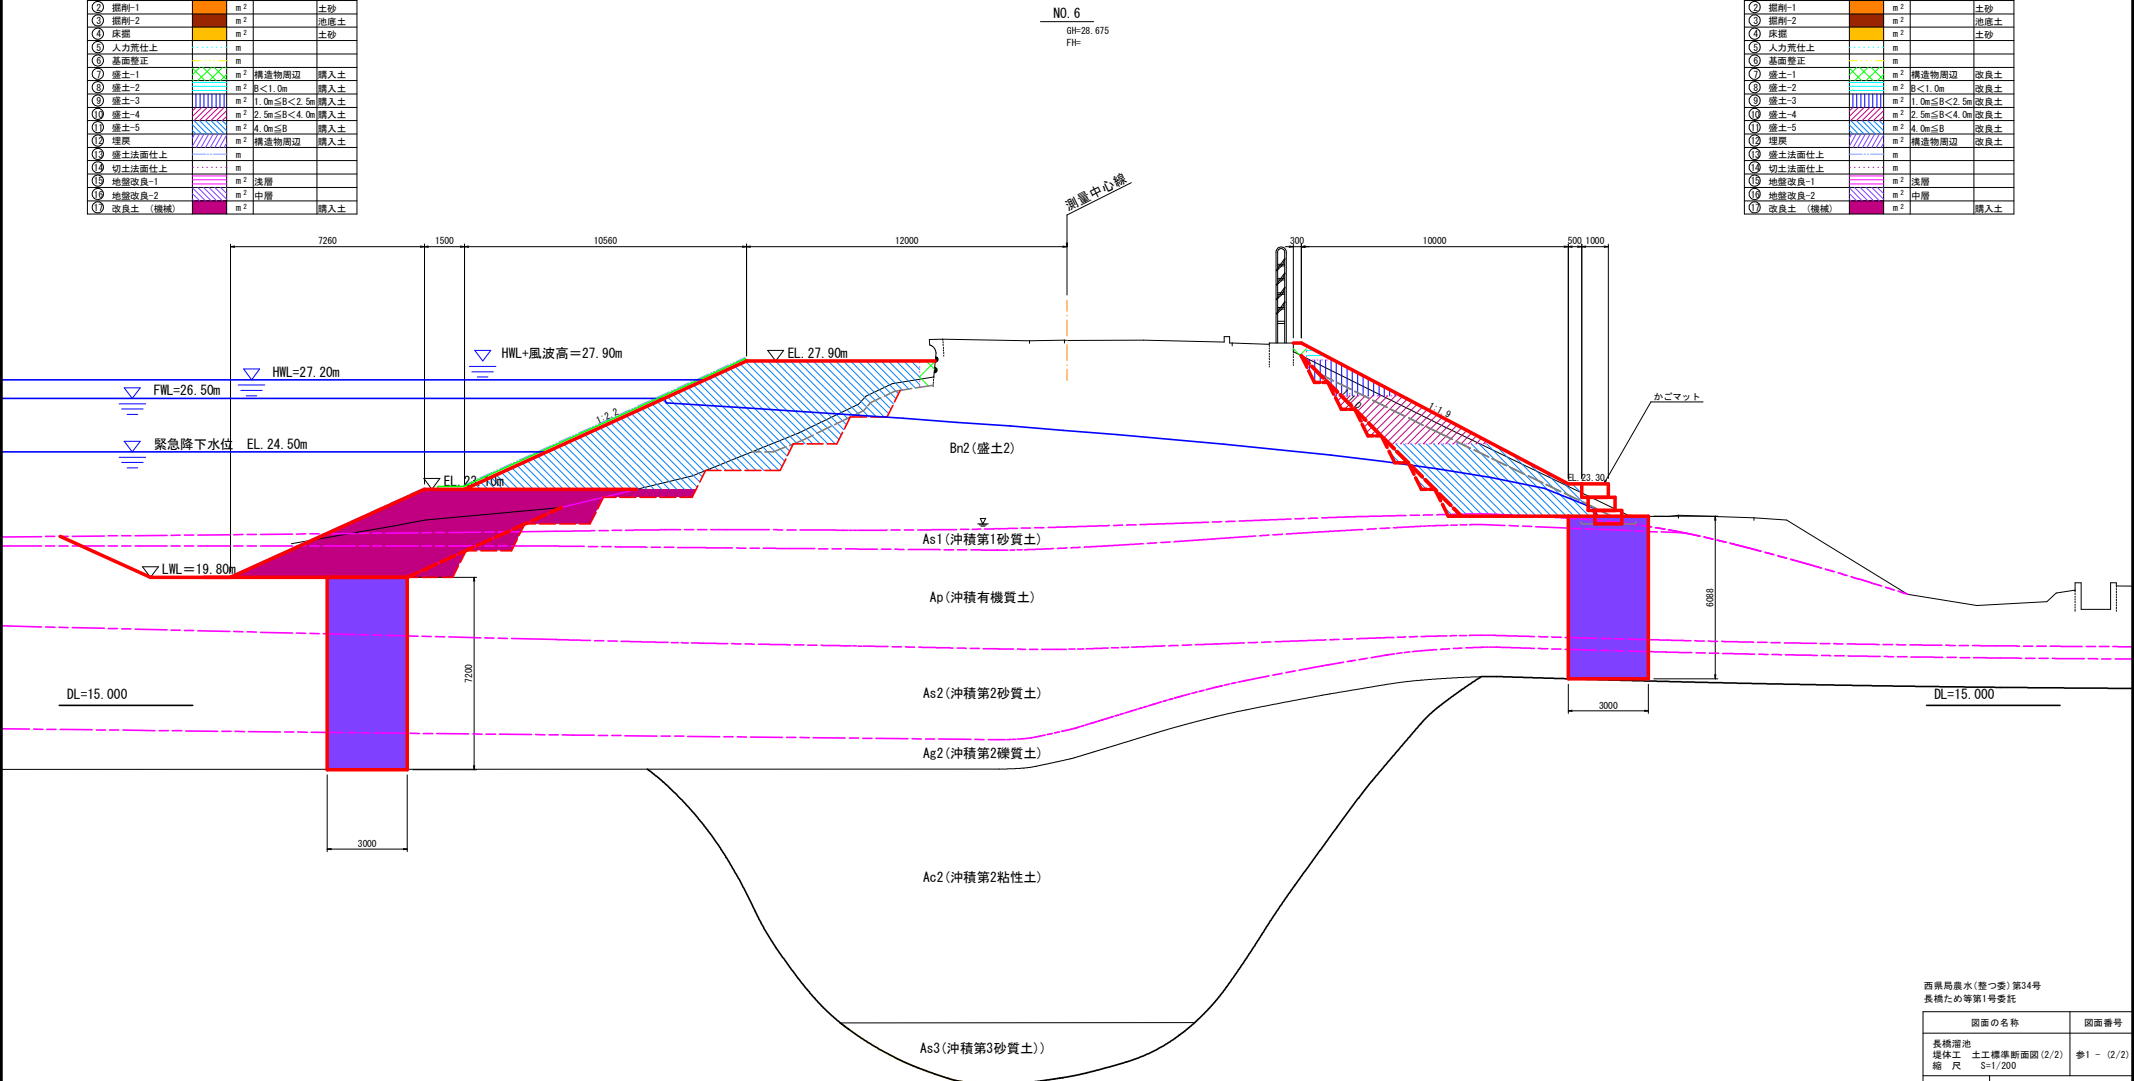 ② 掘削-1 m² 土砂
③ 掘削-2 m² 池底土
④ 床掘 m² 土砂
⑤ 人力荒仕上 m
⑥ 基面整正 m
⑦ 盛土-1 m² 構造物周辺 購入土
⑧ 盛土-2 m² B<1.0m 購入土
⑨ 盛土-3 m² 1.0m≦B<2.5m 購入土
⑩ 盛土-4 m² 2.5m≦B<4.0m 購入土
⑪ 盛土-5 m² 4.0m≦B 購入土
⑫ 埋戻 m² 構造物周辺 購入土
⑬ 盛土法面仕上 m
⑭ 切土法面仕上 m
⑮ 地盤改良-1 m² 浅層
⑯ 地盤改良-2 m² 中層
⑰ 改良土 (機械) m² 購入土
NO.6
GH=28.675
FH=
② 掘削-1 m² 土砂
③ 掘削-2 m² 池底土
④ 床掘 m² 土砂
⑤ 人力荒仕上 m
⑥ 基面整正 m
⑦ 盛土-1 m² 構造物周辺 改良土
⑧ 盛土-2 m² B<1.0m 改良土
⑨ 盛土-3 m² 1.0m≦B<2.5m 改良土
⑩ 盛土-4 m² 2.5m≦B<4.0m 改良土
⑪ 盛土-5 m² 4.0m≦B 改良土
⑫ 埋戻 m² 構造物周辺 改良土
⑬ 盛土法面仕上 m
⑭ 切土法面仕上 m
⑮ 地盤改良-1 m² 浅層
⑯ 地盤改良-2 m² 中層
⑰ 改良土 (機械) m² 購入土
測量中心線
7260 1500 10560 12000 300 10000 500 1000
HWL+風波高=27.90m
EL.27.90m
HWL=27.20m
FWL=26.50m
1:2.2
1:1.9
かごマット
緊急降下水位 EL.24.50m
Bn2(盛土2)
EL.23.10m
EL.23.30
As1(沖積第1砂質土)
LWL=19.80m
Ap(沖積有機質土)
6088
7200
As2(沖積第2砂質土)
DL=15.000
DL=15.000
3000
Ag2(沖積第2礫質土)
3000
Ac2(沖積第2粘性土)
As3(沖積第3砂質土))
西県局農水(整つ委)第34号
長橋ため等第1号委託
図面の名称 図面番号
長橋溜池
堤体工 土工標準断面図(2/2) 参1 - (2/2)
縮 尺 S=1/200